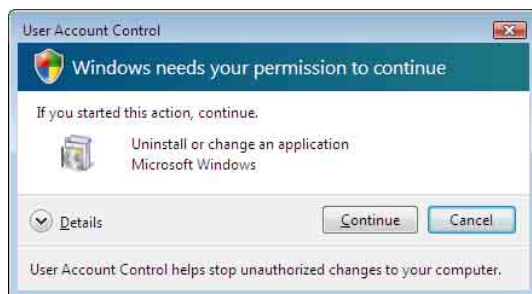 User Account Control
Windows needs your permission to continue
If you started this action, continue.
Uninstall or change an application
Microsoft Windows
Details
Continue
Cancel
User Account Control helps stop unauthorized changes to your computer.